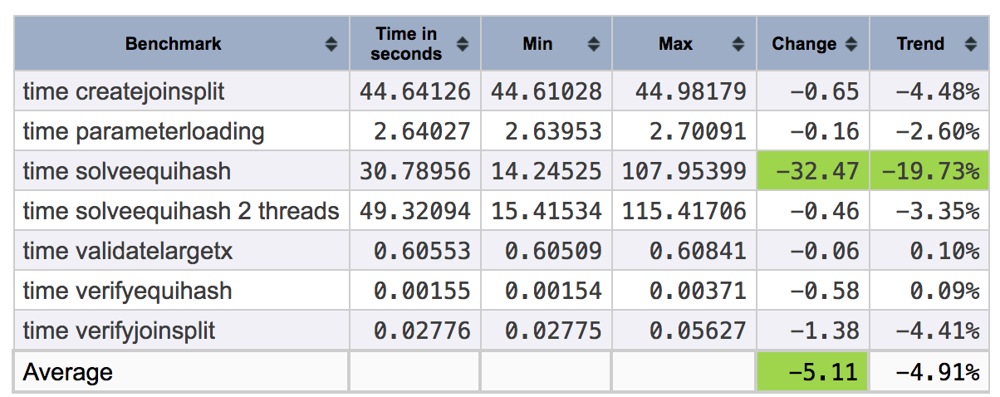 Benchmark Time in seconds Min Max Change Trend
time createjoinsplit 44.64126 44.61028 44.98179 −0.65 −4.48%
time parameterloading 2.64027 2.63953 2.70091 −0.16 −2.60%
time solveequihash 30.78956 14.24525 107.95399 −32.47 −19.73%
time solveequihash 2 threads 49.32094 15.41534 115.41706 −0.46 −3.35%
time validatelargetx 0.60553 0.60509 0.60841 −0.06 0.10%
time verifyequihash 0.00155 0.00154 0.00371 −0.58 0.09%
time verifyjoinsplit 0.02776 0.02775 0.05627 −1.38 −4.41%
Average −5.11 −4.91%